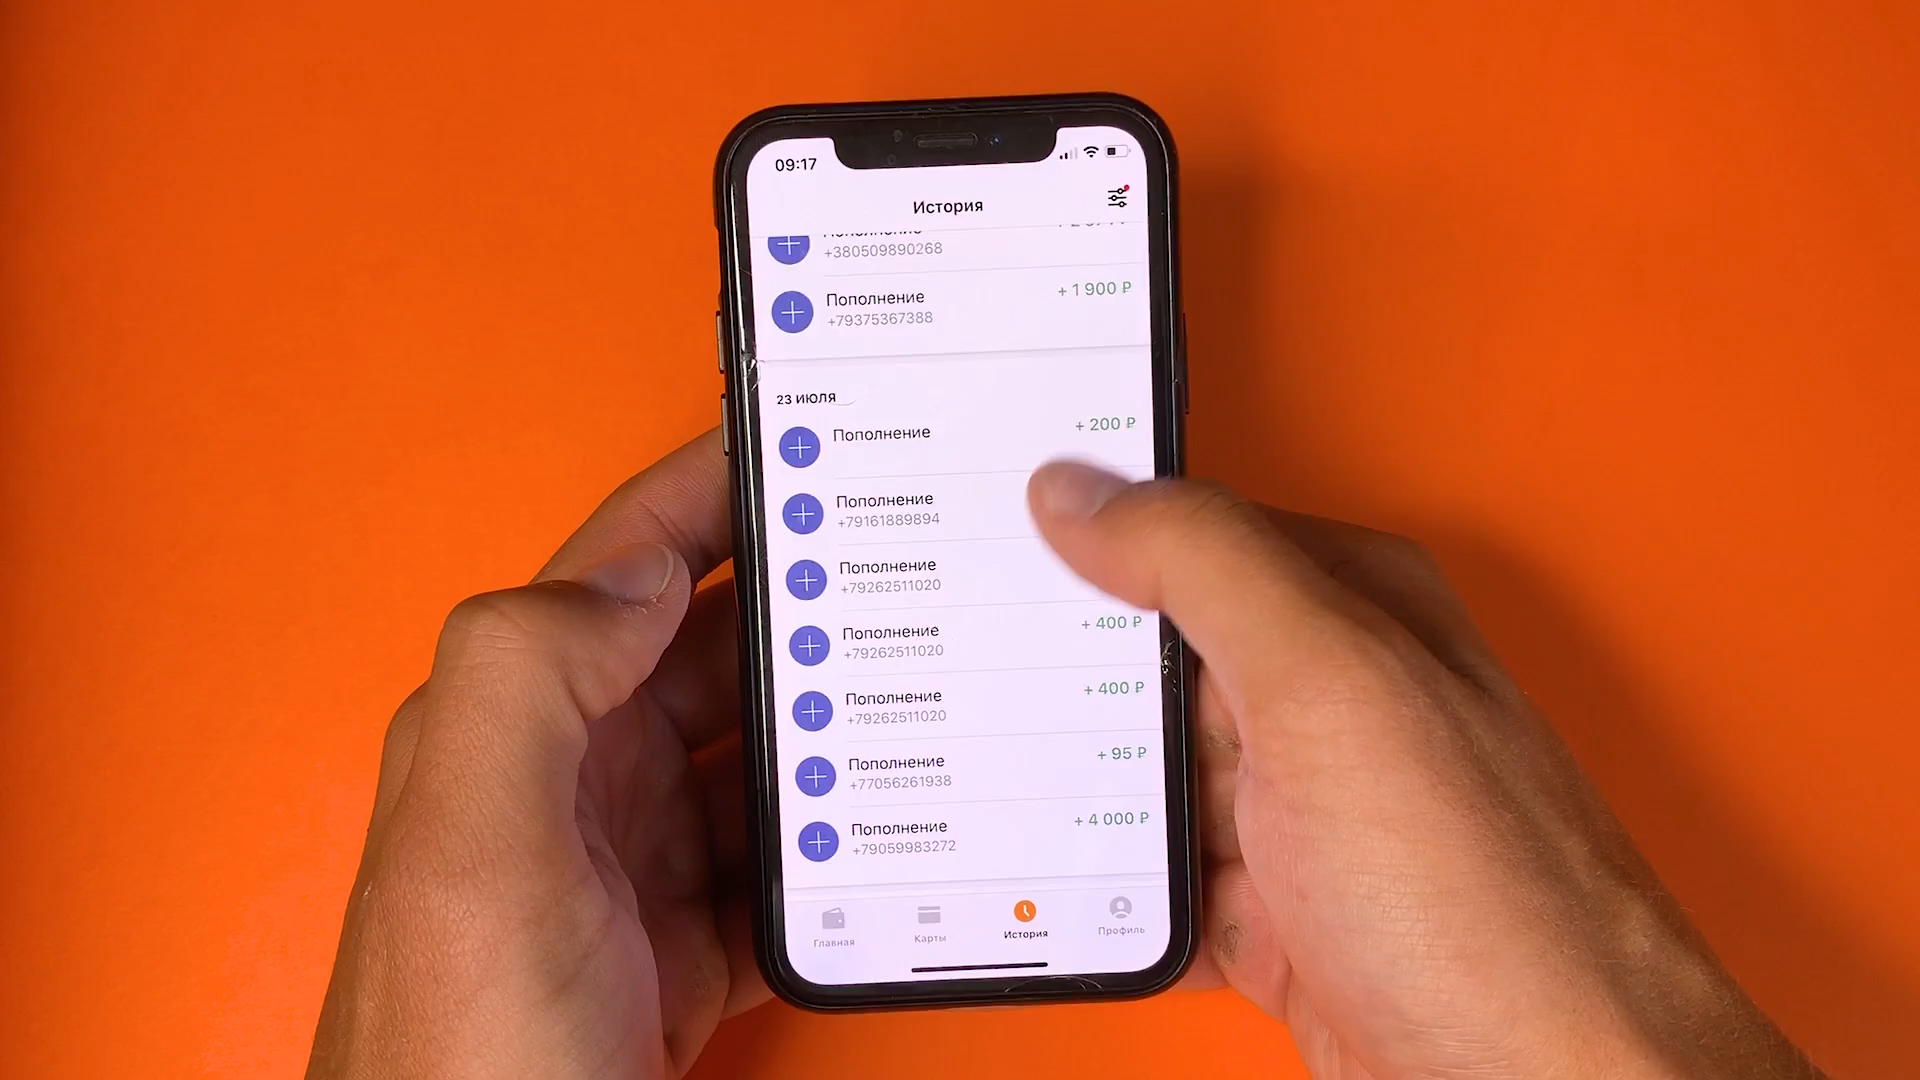 09:17
История
+380509890268
Пополнение
+ 1 900 ₽
+79375367388
23 июля
Пополнение
+ 200 ₽
Пополнение
+79161889894
Пополнение
+79262511020
Пополнение
+ 400 ₽
+79262511020
Пополнение
+ 400 ₽
+79262511020
Пополнение
+ 95 ₽
+77056261938
Пополнение
+ 4 000 ₽
+79059983272
Главная
Карты
История
Профиль